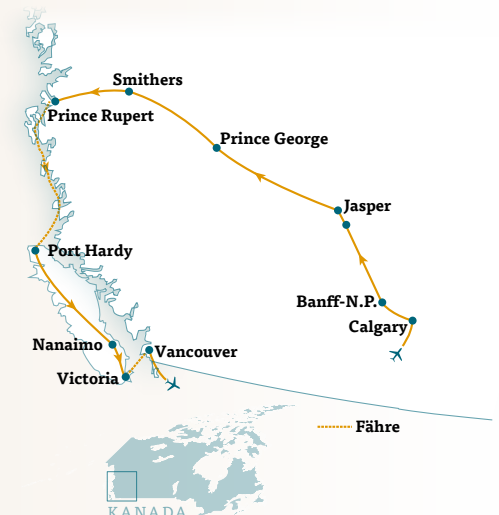 Smithers
Prince Rupert
Prince George
Jasper
Port Hardy
Banff-N.P.
Calgary
Nanaimo
Vancouver
Victoria
Fähre
KANADA